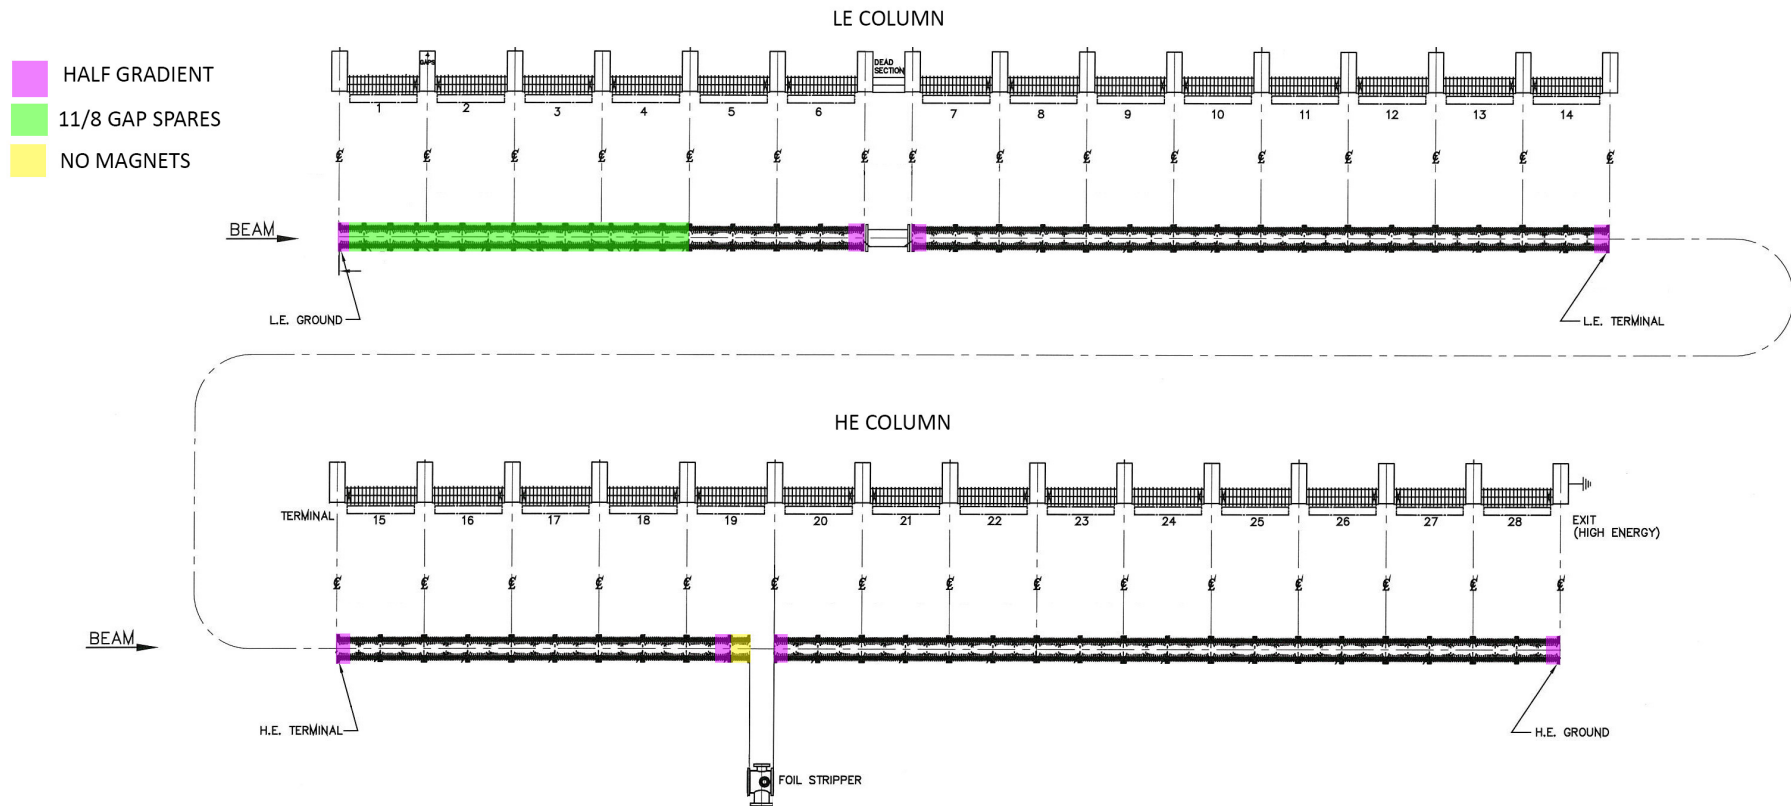 LE COLUMN
HALF GRADIENT
11/8 GAP SPARES
NO MAGNETS
GAPS
DEAD
SECTION
1 2 3 4 5 6 7 8 9 10 11 12 13 14
BEAM
L.E. GROUND
L.E. TERMINAL
HE COLUMN
TERMINAL
15 16 17 18 19 20 21 22 23 24 25 26 27 28
EXIT
(HIGH ENERGY)
BEAM
H.E. TERMINAL
H.E. GROUND
FOIL STRIPPER